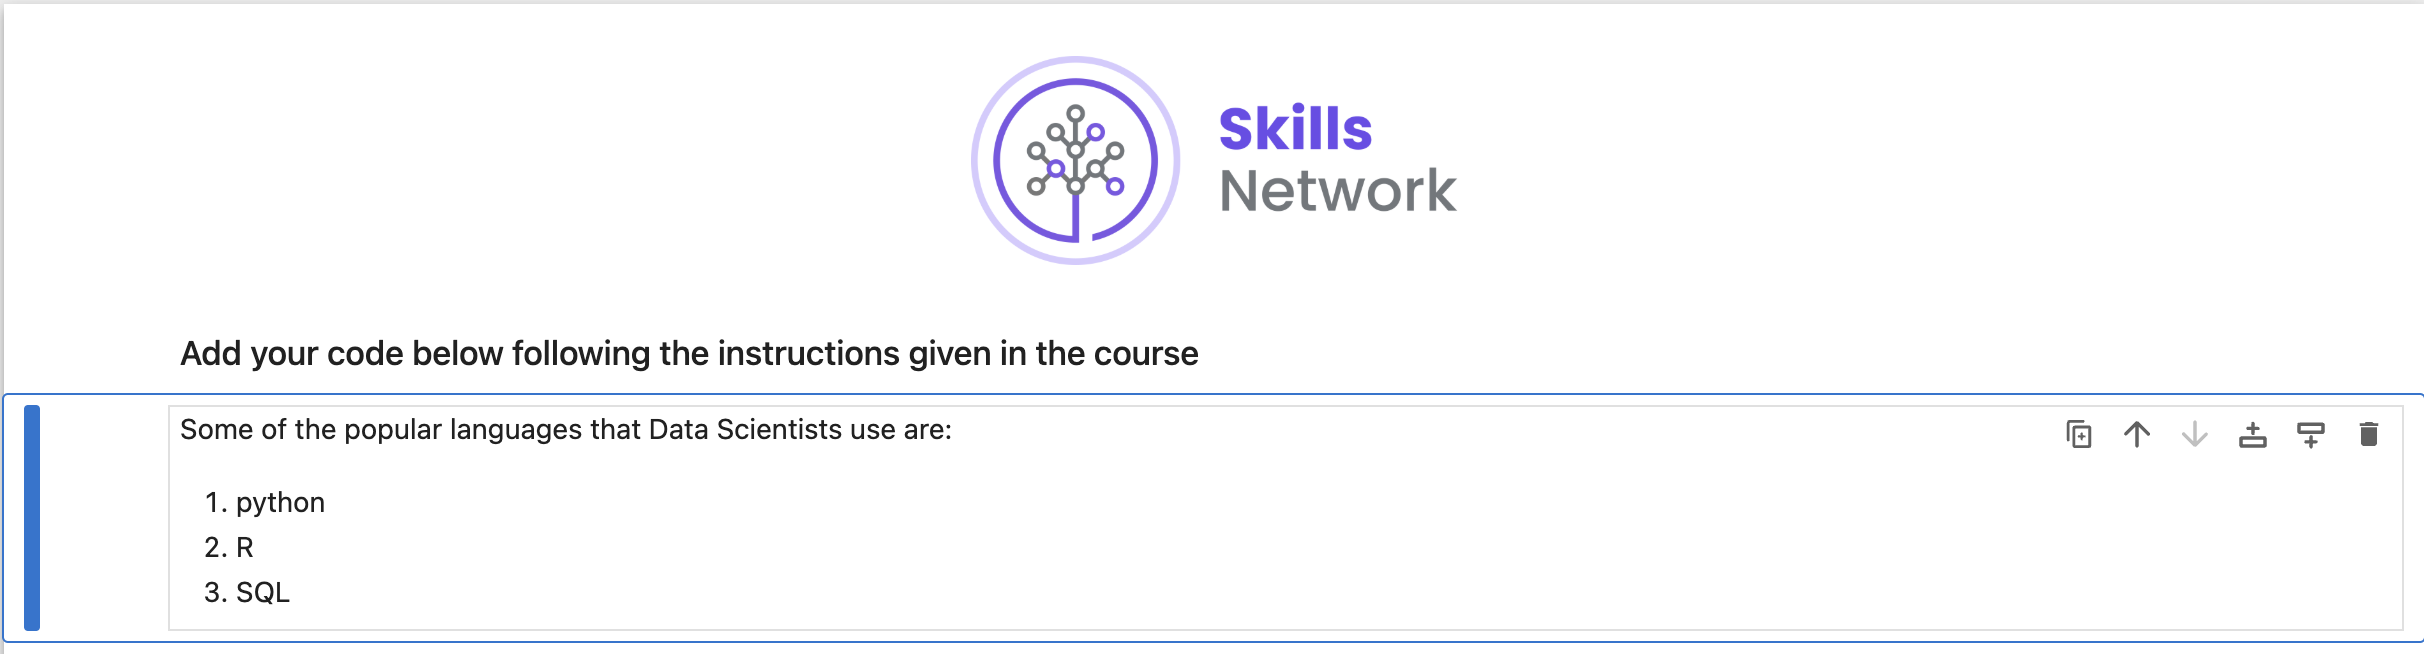 Skills
Network
Add your code below following the instructions given in the course
Some of the popular languages that Data Scientists use are:
1. python
2. R
3. SQL